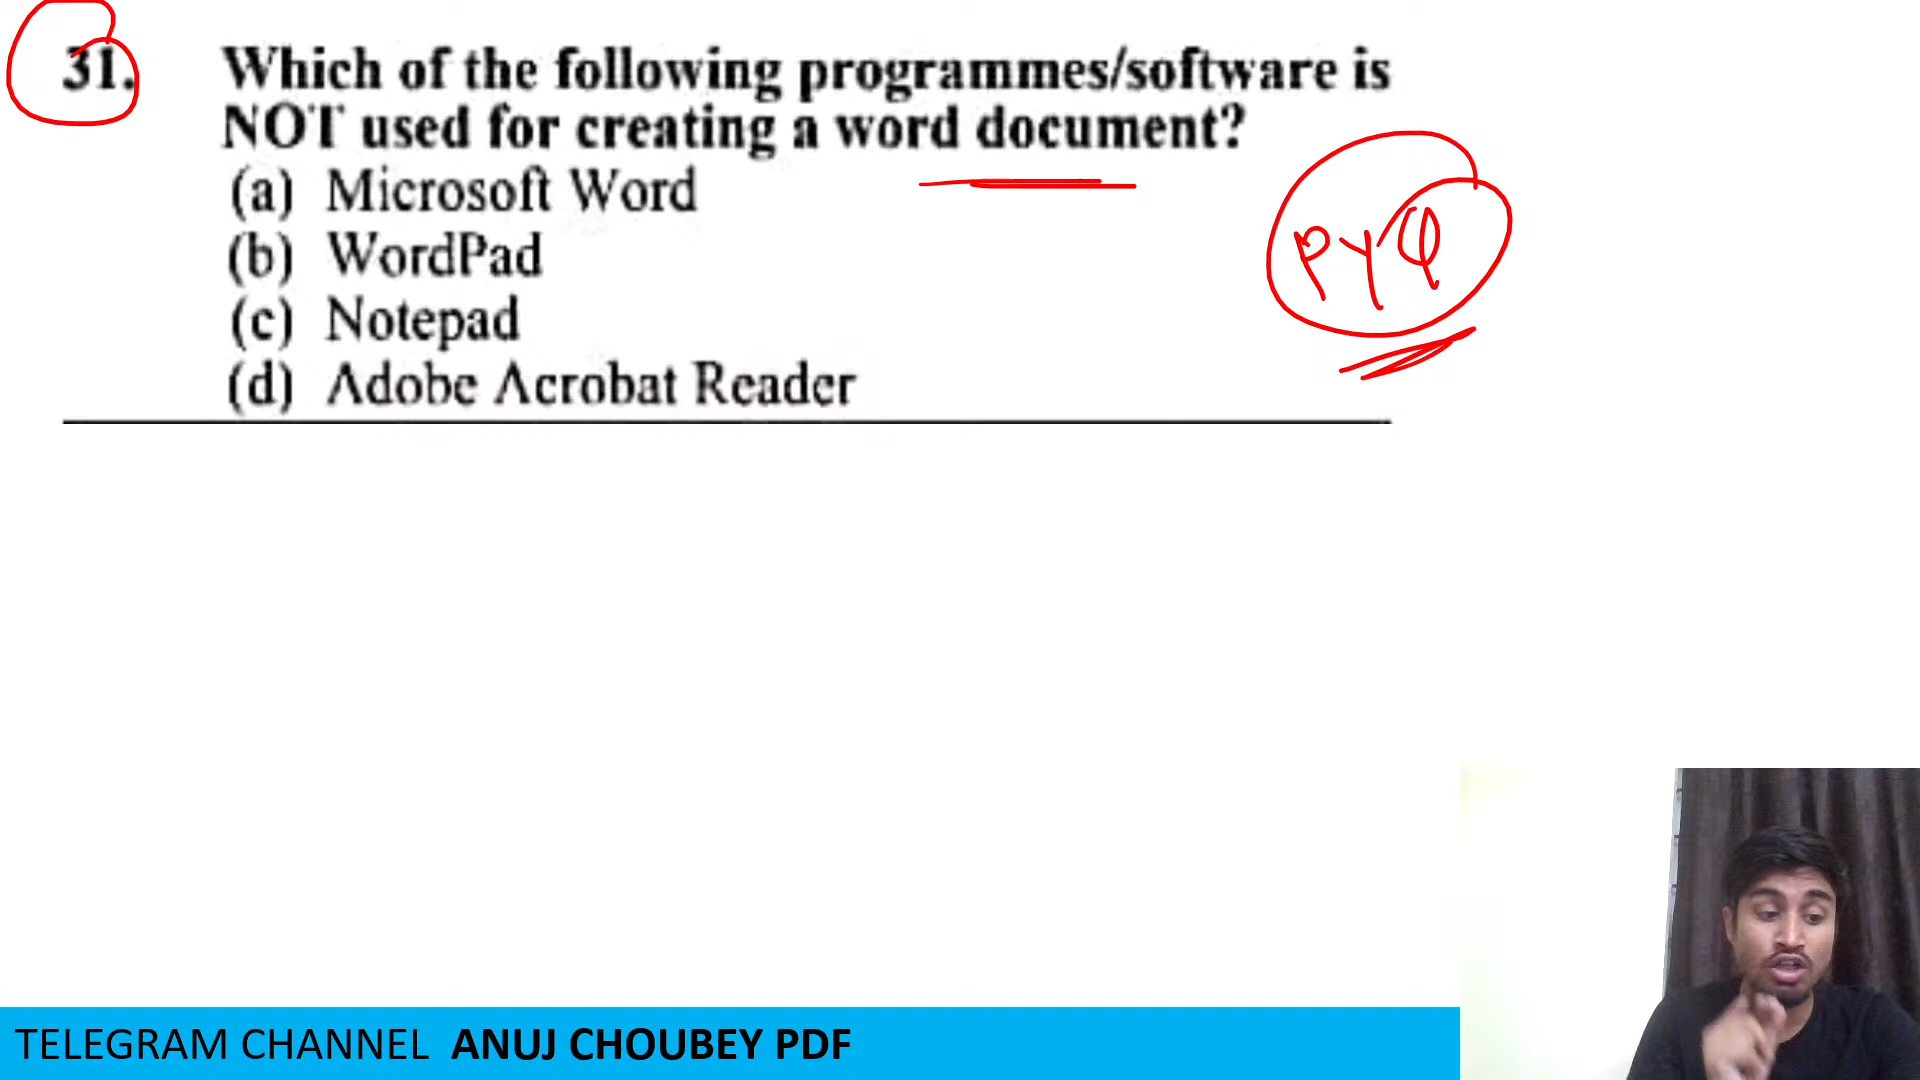 31. Which of the following programmes/software is
NOT used for creating a word document?
(a) Microsoft Word
(b) WordPad
(c) Notepad
(d) Adobe Acrobat Reader
PYQ
TELEGRAM CHANNEL ANUJ CHOUBEY PDF